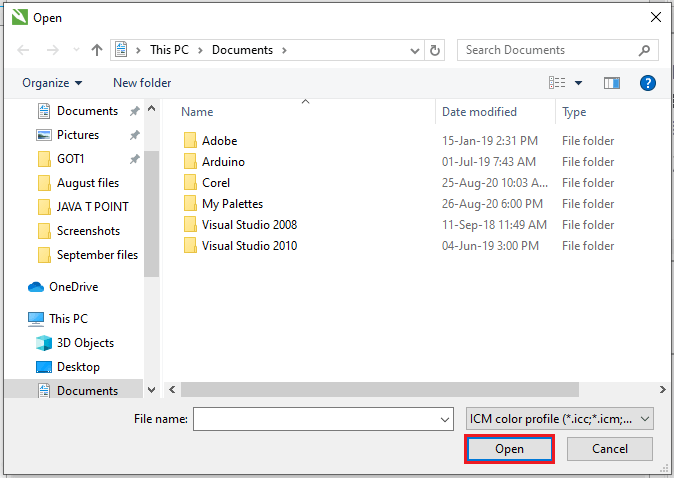 Open
This PC > Documents >
Search Documents
Organize
New folder
?
Name
Date modified
Type
Documents
Pictures
GOT1
August files
JAVA T POINT
Screenshots
September files
OneDrive
This PC
3D Objects
Desktop
Documents
Adobe 15-Jan-19 2:31 PM File folder
Arduino 01-Jul-19 7:43 AM File folder
Corel 25-Aug-20 10:03 A... File folder
My Palettes 26-Aug-20 6:00 PM File folder
Visual Studio 2008 11-Sep-18 11:49 AM File folder
Visual Studio 2010 04-Jun-19 3:00 PM File folder
File name:
ICM color profile (*.icc;*.icm;...
Open
Cancel